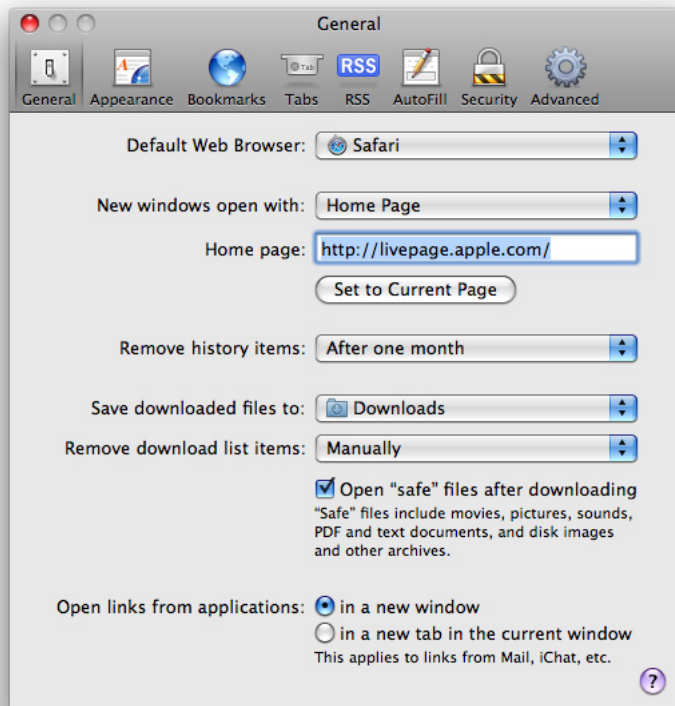 General
General Appearance Bookmarks Tabs RSS AutoFill Security Advanced
Tab
RSS
Default Web Browser: Safari
New windows open with: Home Page
Home page: http://livepage.apple.com/
Set to Current Page
Remove history items: After one month
Save downloaded files to: Downloads
Remove download list items: Manually
Open “safe” files after downloading
“Safe” files include movies, pictures, sounds,
PDF and text documents, and disk images
and other archives.
Open links from applications: in a new window
in a new tab in the current window
This applies to links from Mail, iChat, etc.
?